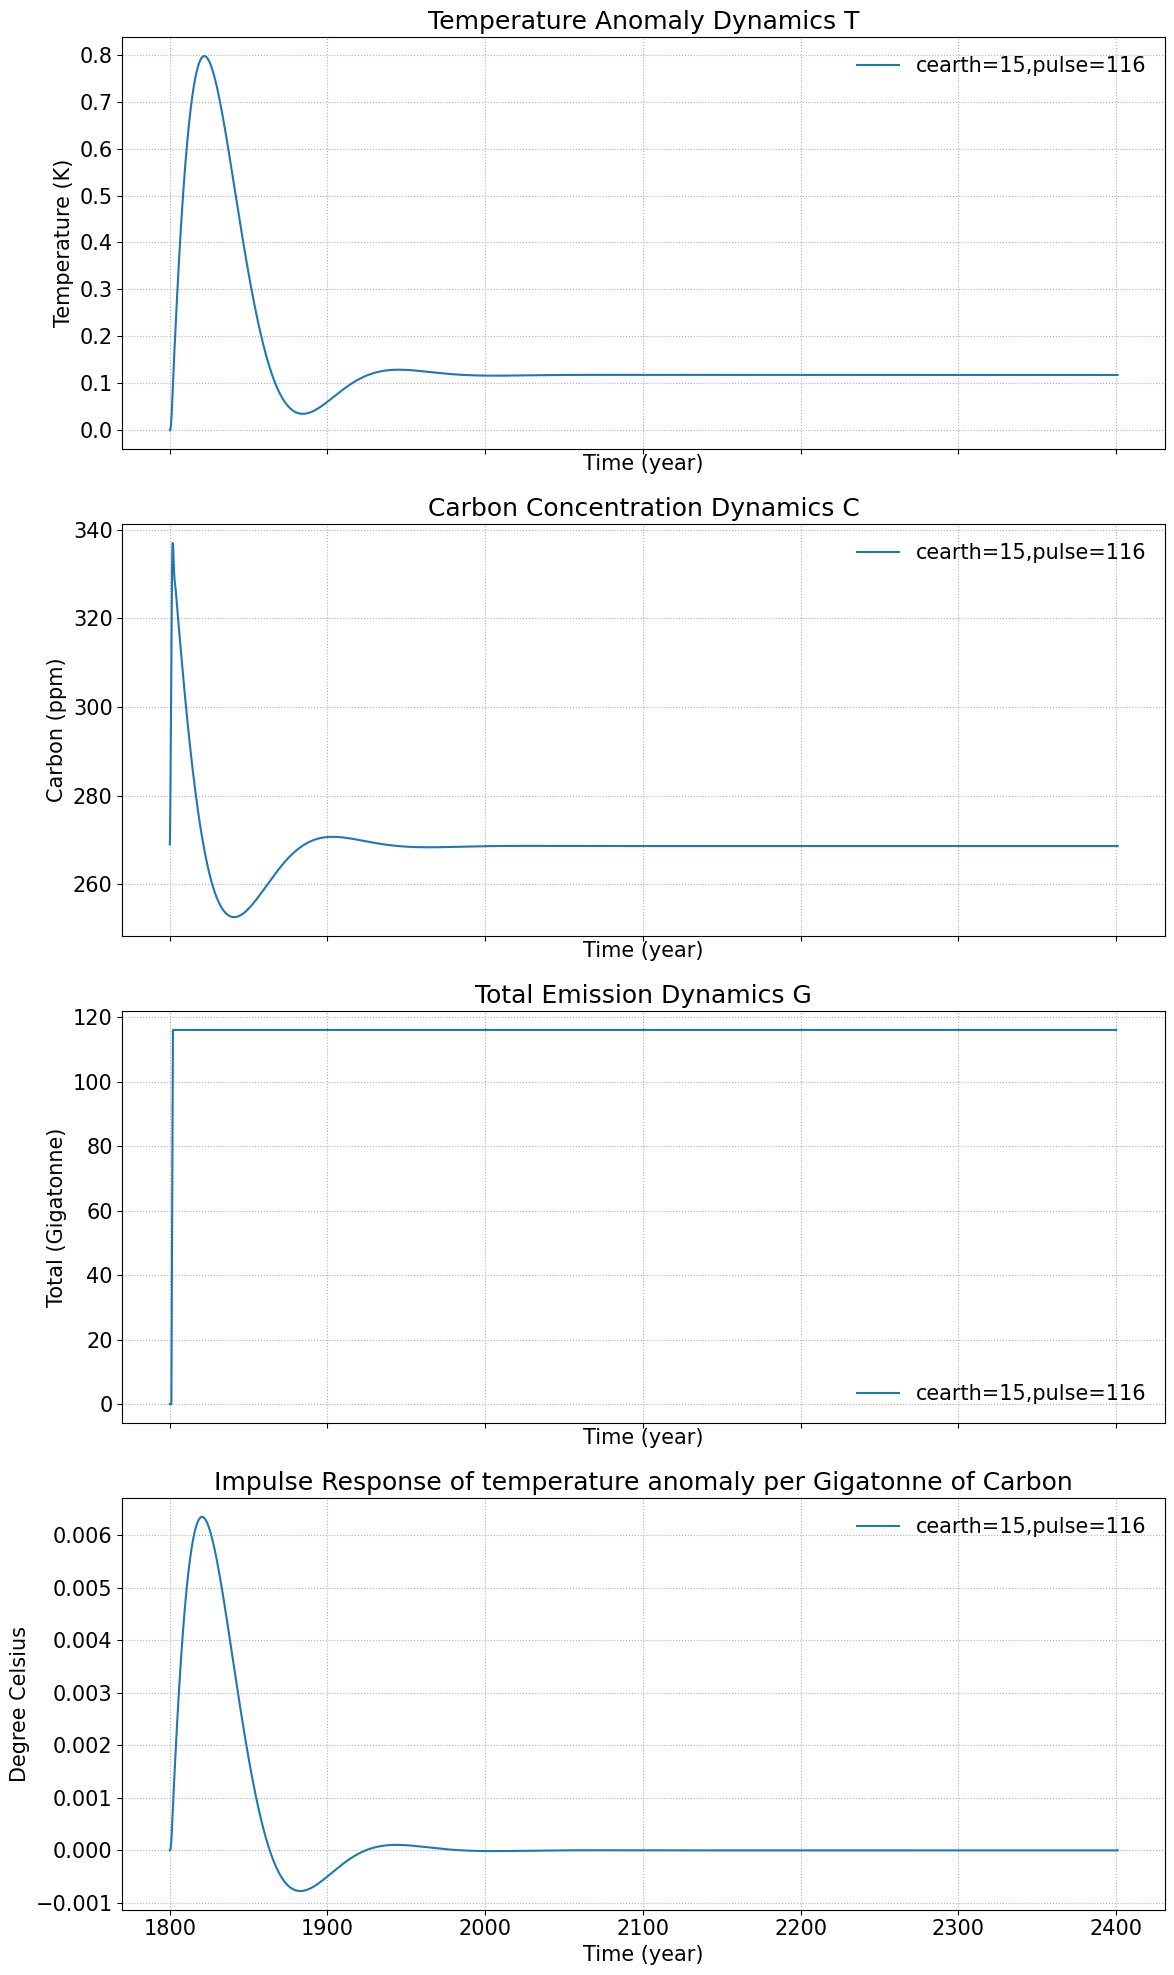 Temperature Anomaly Dynamics T
cearth=15,pulse=116
Temperature (K)
0.8
0.7
0.6
0.5
0.4
0.3
0.2
0.1
0.0
Time (year)
Carbon Concentration Dynamics C
cearth=15,pulse=116
Carbon (ppm)
340
320
300
280
260
Time (year)
Total Emission Dynamics G
Total (Gigatonne)
120
100
80
60
40
20
0
cearth=15,pulse=116
Time (year)
Impulse Response of temperature anomaly per Gigatonne of Carbon
cearth=15,pulse=116
Degree Celsius
0.006
0.005
0.004
0.003
0.002
0.001
0.000
−0.001
1800 1900 2000 2100 2200 2300 2400
Time (year)